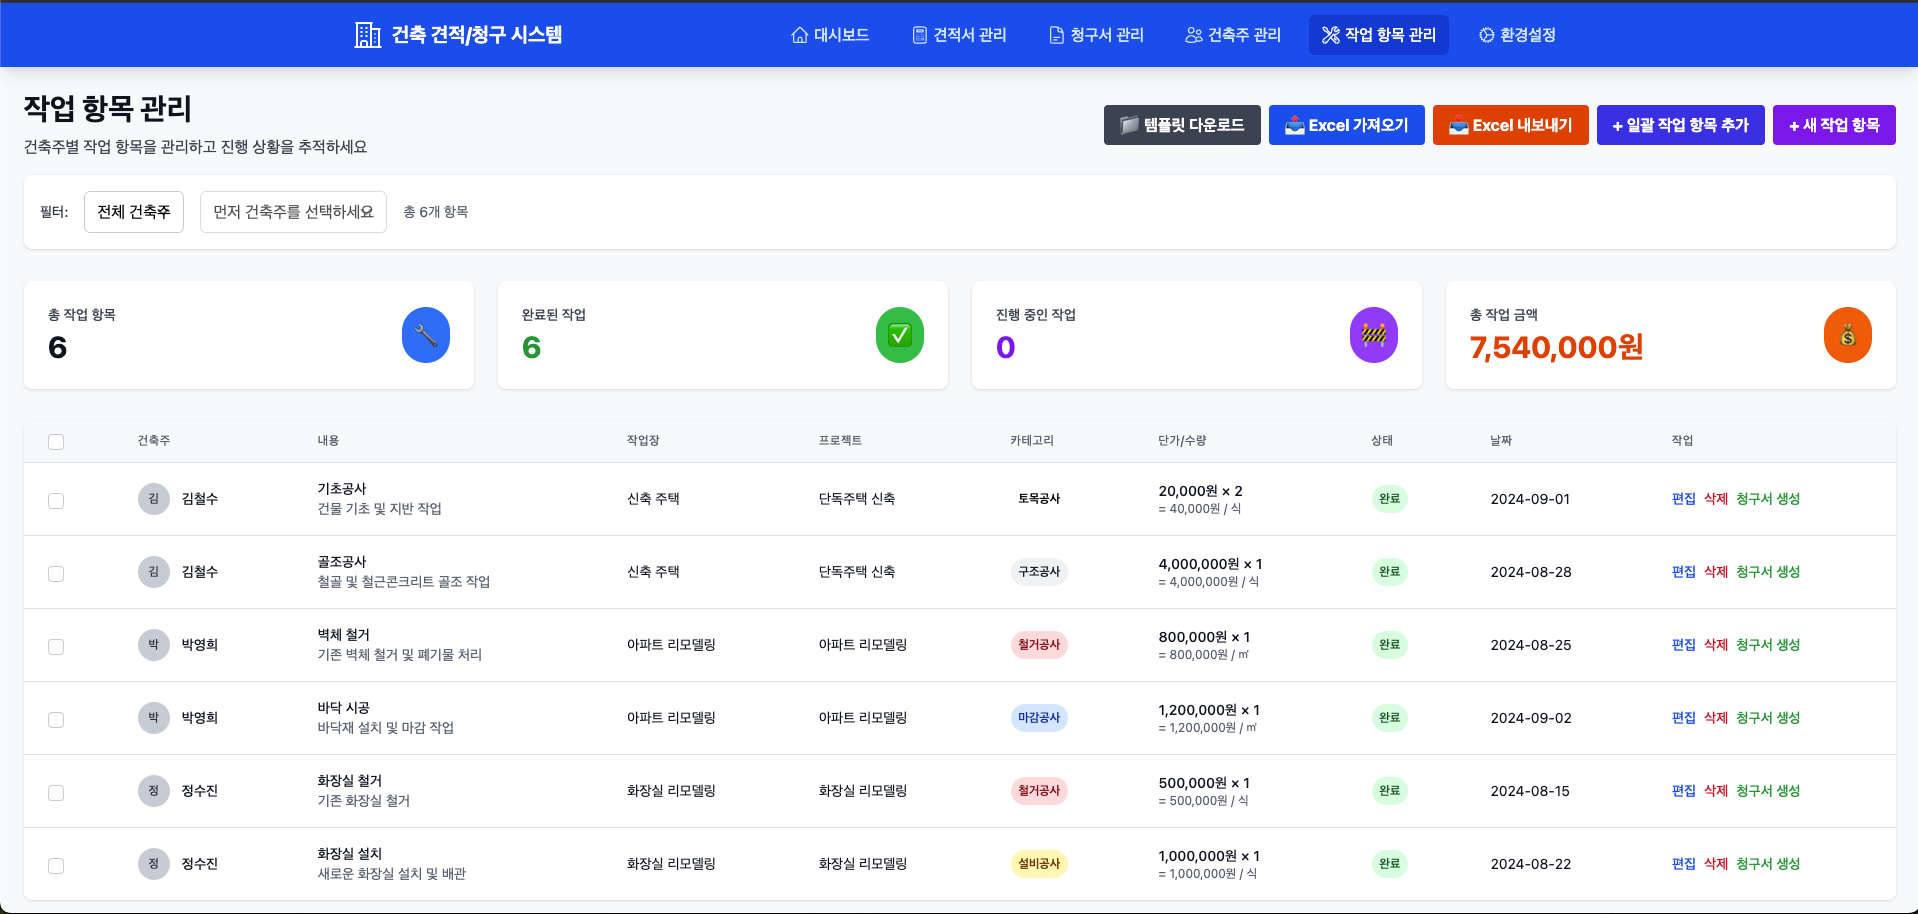 건축 견적/청구 시스템
대시보드 견적서 관리 청구서 관리 건축주 관리 작업 항목 관리 환경설정
작업 항목 관리
건축주별 작업 항목을 관리하고 진행 상황을 추적하세요
템플릿 다운로드 Excel 가져오기 Excel 내보내기 + 일괄 작업 항목 추가 + 새 작업 항목
필터: 전체 건축주 먼저 건축주를 선택하세요 총 6개 항목
총 작업 항목
6
완료된 작업
6
진행 중인 작업
0
총 작업 금액
7,540,000원
건축주 내용 작업장 프로젝트 카테고리 단가/수량 상태 날짜 작업
김 김철수 기초공사 신축 주택 단독주택 신축 토목공사 20,000원 × 2 완료 2024-09-01 편집 삭제 청구서 생성
건물 기초 및 지반 작업 = 40,000원 / 식
김 김철수 골조공사 신축 주택 단독주택 신축 구조공사 4,000,000원 × 1 완료 2024-08-28 편집 삭제 청구서 생성
철골 및 철근콘크리트 골조 작업 = 4,000,000원 / 식
박 박영희 벽체 철거 아파트 리모델링 아파트 리모델링 철거공사 800,000원 × 1 완료 2024-08-25 편집 삭제 청구서 생성
기존 벽체 철거 및 폐기물 처리 = 800,000원 / ㎡
박 박영희 바닥 시공 아파트 리모델링 아파트 리모델링 마감공사 1,200,000원 × 1 완료 2024-09-02 편집 삭제 청구서 생성
바닥재 설치 및 마감 작업 = 1,200,000원 / ㎡
정 정수진 화장실 철거 화장실 리모델링 화장실 리모델링 철거공사 500,000원 × 1 완료 2024-08-15 편집 삭제 청구서 생성
기존 화장실 철거 = 500,000원 / 식
정 정수진 화장실 설치 화장실 리모델링 화장실 리모델링 설비공사 1,000,000원 × 1 완료 2024-08-22 편집 삭제 청구서 생성
새로운 화장실 설치 및 배관 = 1,000,000원 / 식